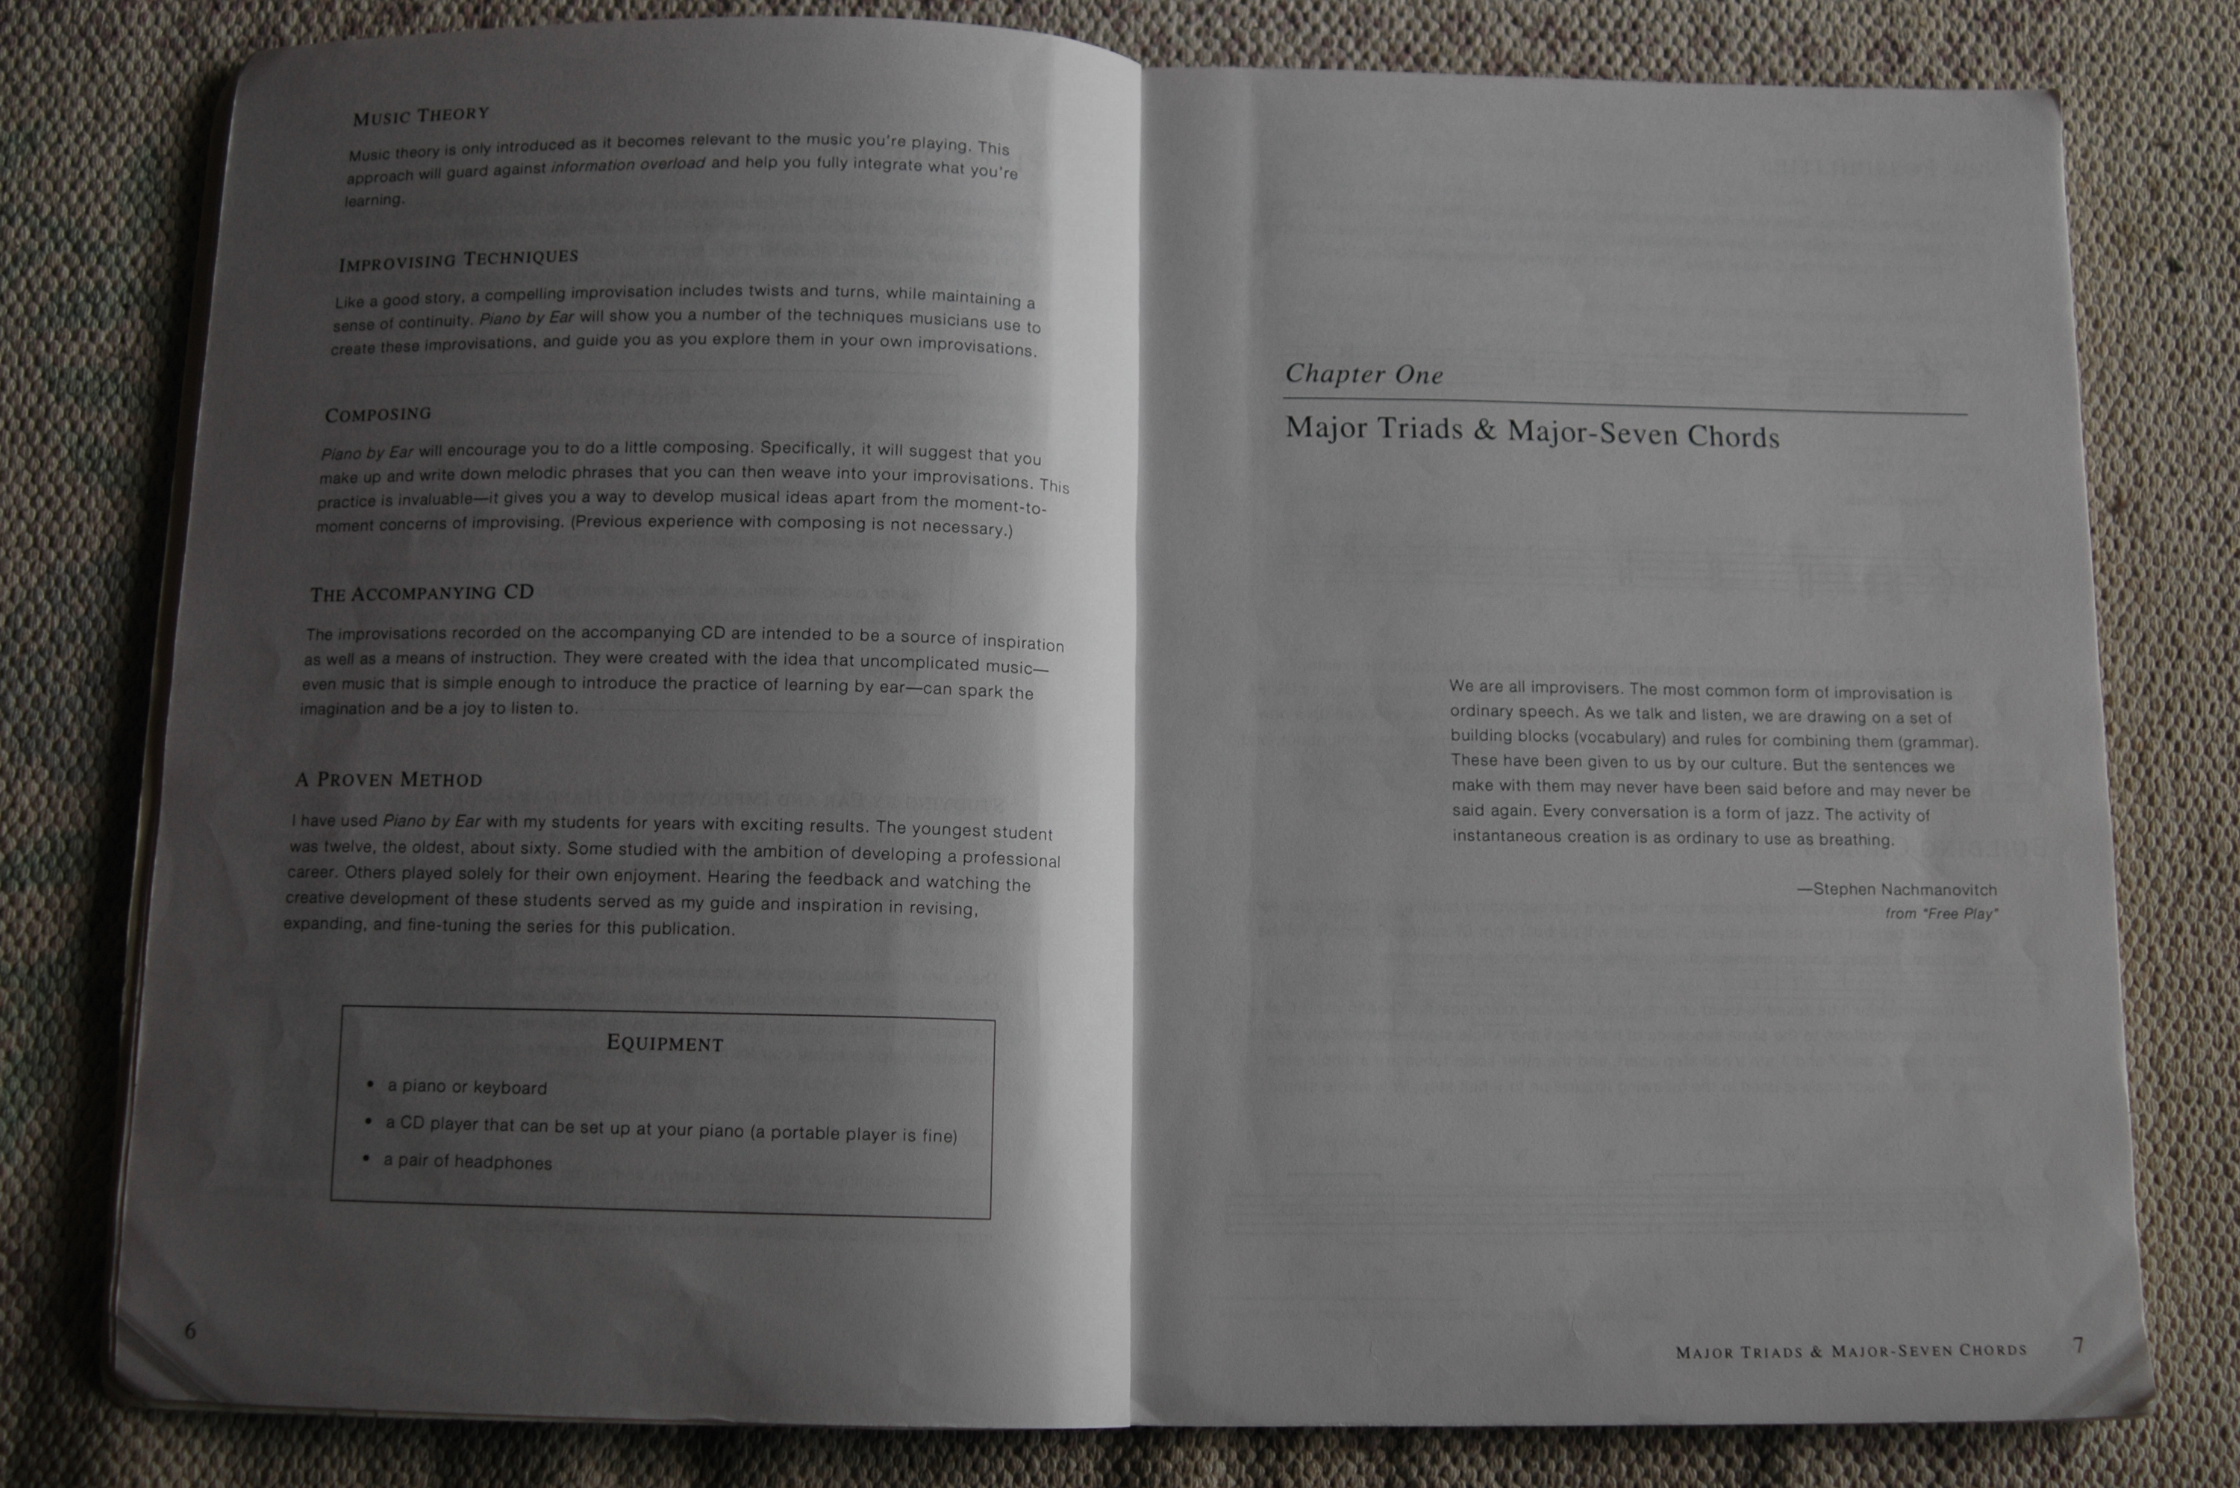 MUSIC THEORY
Music theory is only introduced as it becomes relevant to the music you're playing. This
approach will guard against information overload and help you fully integrate what you're
learning.
IMPROVISING TECHNIQUES
Like a good story, a compelling improvisation includes twists and turns, while maintaining a
sense of continuity. Piano by Ear will show you a number of the techniques musicians use to
create these improvisations, and guide you as you explore them in your own improvisations.
COMPOSING
Piano by Ear will encourage you to do a little composing. Specifically, it will suggest that you
make up and write down melodic phrases that you can then weave into your improvisations. This
practice is invaluable—it gives you a way to develop musical ideas apart from the moment-to-
moment concerns of improvising. (Previous experience with composing is not necessary.)
THE ACCOMPANYING CD
The improvisations recorded on the accompanying CD are intended to be a source of inspiration
as well as a means of instruction. They were created with the idea that uncomplicated music—
even music that is simple enough to introduce the practice of learning by ear—can spark the
imagination and be a joy to listen to.
A PROVEN METHOD
I have used Piano by Ear with my students for years with exciting results. The youngest student
was twelve, the oldest, about sixty. Some studied with the ambition of developing a professional
career. Others played solely for their own enjoyment. Hearing the feedback and watching the
creative development of these students served as my guide and inspiration in revising,
expanding, and fine-tuning the series for this publication.
EQUIPMENT
• a piano or keyboard
• a CD player that can be set up at your piano (a portable player is fine)
• a pair of headphones
6
Chapter One
Major Triads & Major-Seven Chords
We are all improvisers. The most common form of improvisation is
ordinary speech. As we talk and listen, we are drawing on a set of
building blocks (vocabulary) and rules for combining them (grammar).
These have been given to us by our culture. But the sentences we
make with them may never have been said before and may never be
said again. Every conversation is a form of jazz. The activity of
instantaneous creation is as ordinary to use as breathing.
—Stephen Nachmanovitch
from "Free Play"
MAJOR TRIADS & MAJOR-SEVEN CHORDS 7